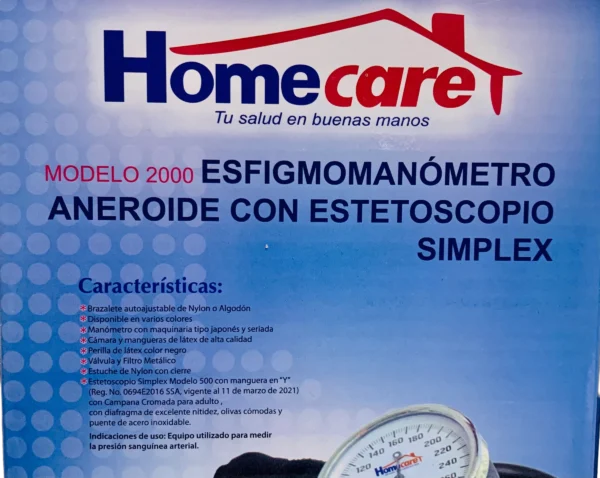 Homecare
Tu salud en buenas manos
MODELO 2000 ESFIGMOMANÓMETRO
ANEROIDE CON ESTETOSCOPIO
SIMPLEX
Características:
* Brazalete autoajustable de Nylon o Algodón
* Disponible en varios colores
* Manómetro con maquinaria tipo japonés y seriada
* Cámara y mangueras de látex de alta calidad
* Perilla de látex color negro
* Válvula y Filtro Metálico
* Estuche de Nylon con cierre
* Estetoscopio Simplex Modelo 500 con manguera en "Y"
(Reg. No. 0694E2016 SSA, vigente al 11 de marzo de 2021)
con Campana Cromada para adulto ,
con diafragma de excelente nitidez, olivas cómodas y
puente de acero inoxidable.
Indicaciones de uso: Equipo utilizado para medir
la presión sanguínea arterial.
120 140 160 180 200 220 240 260
Homecare